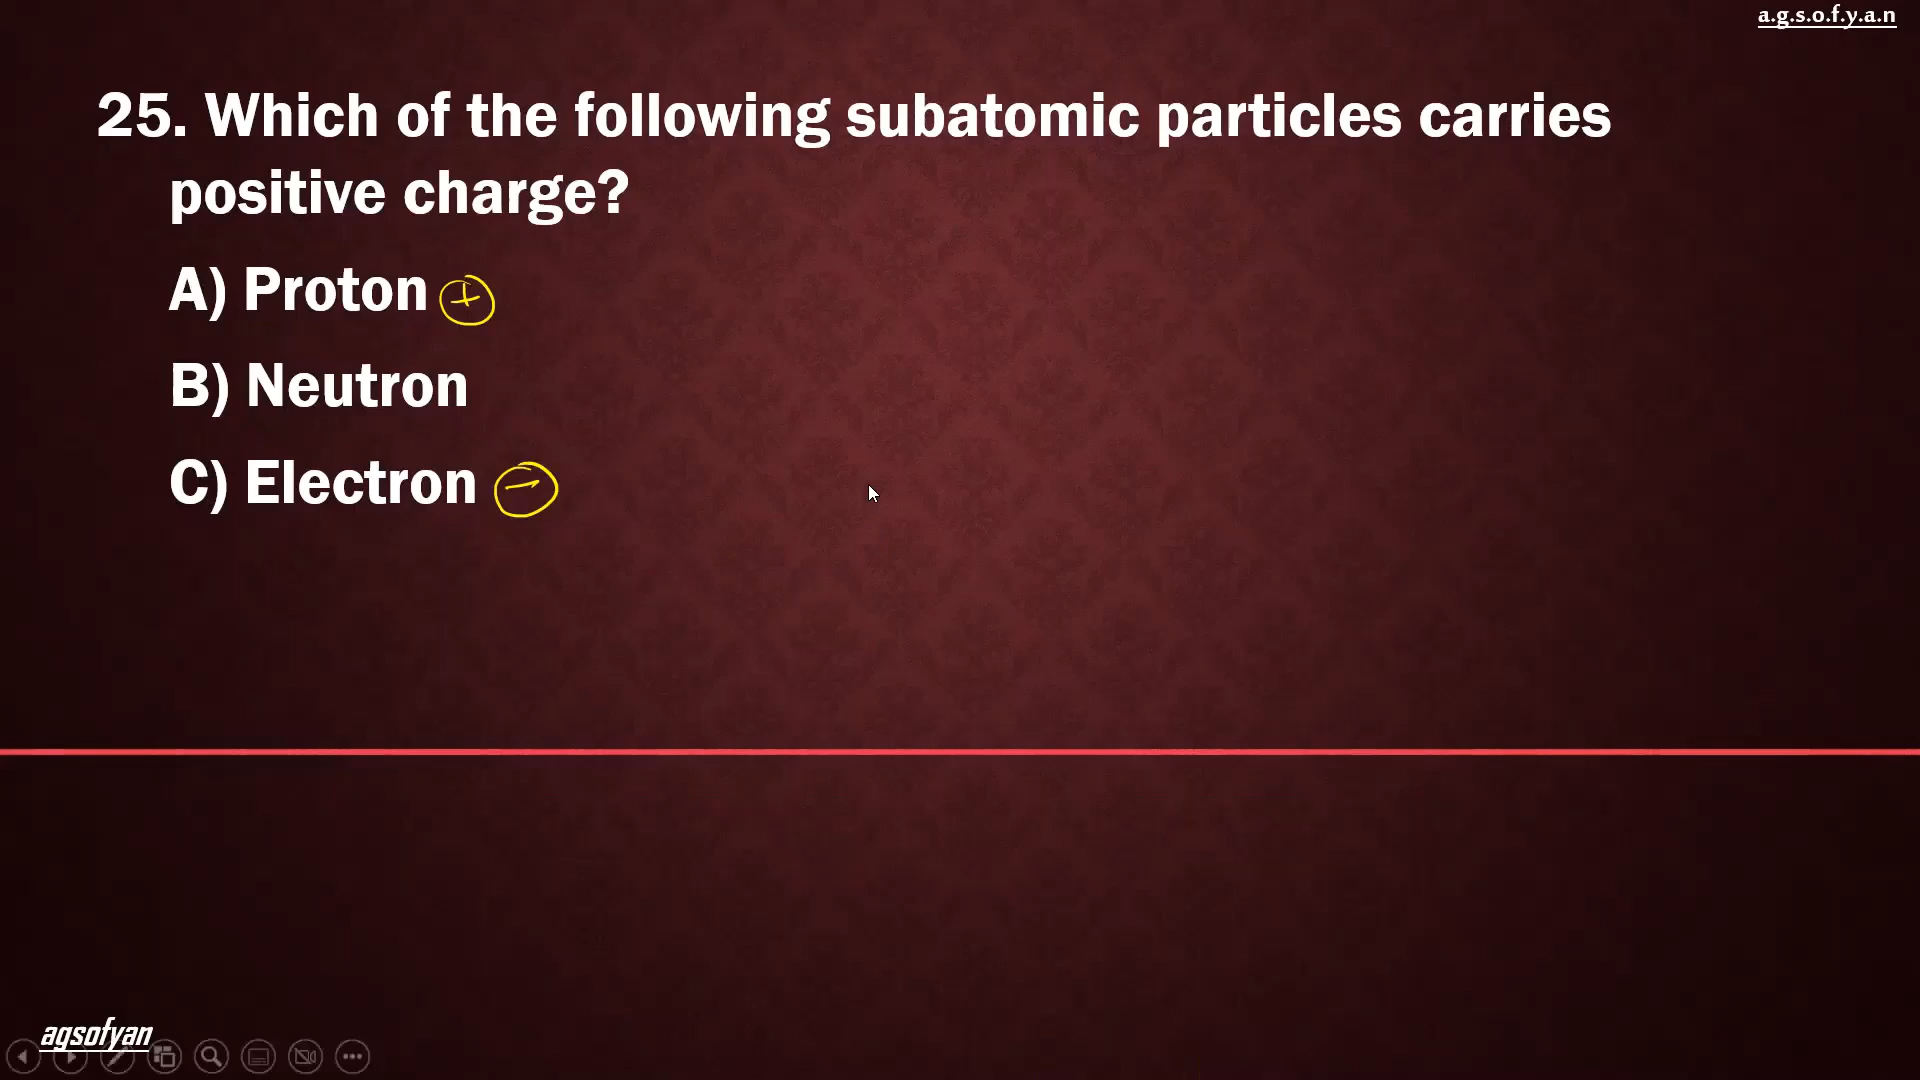 a.g.s.o.f.y.a.n
25. Which of the following subatomic particles carries
positive charge?
A) Proton +
B) Neutron
C) Electron −
agsofyan